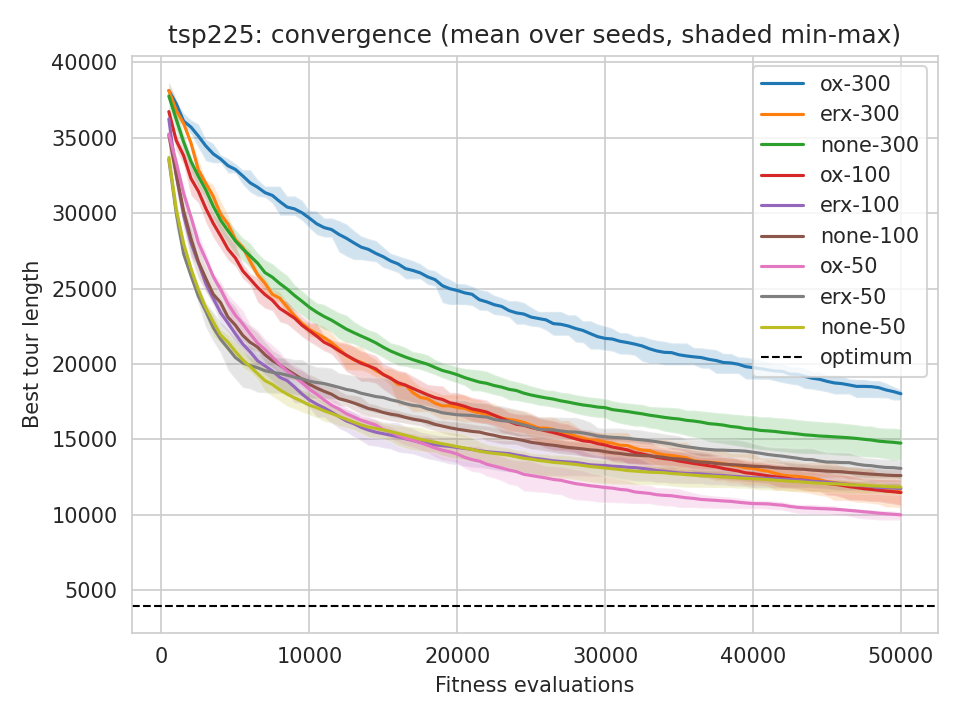 tsp225: convergence (mean over seeds, shaded min-max)
40000
35000
30000
25000
20000
15000
10000
5000
Best tour length
ox-300
erx-300
none-300
ox-100
erx-100
none-100
ox-50
erx-50
none-50
optimum
0 10000 20000 30000 40000 50000
Fitness evaluations